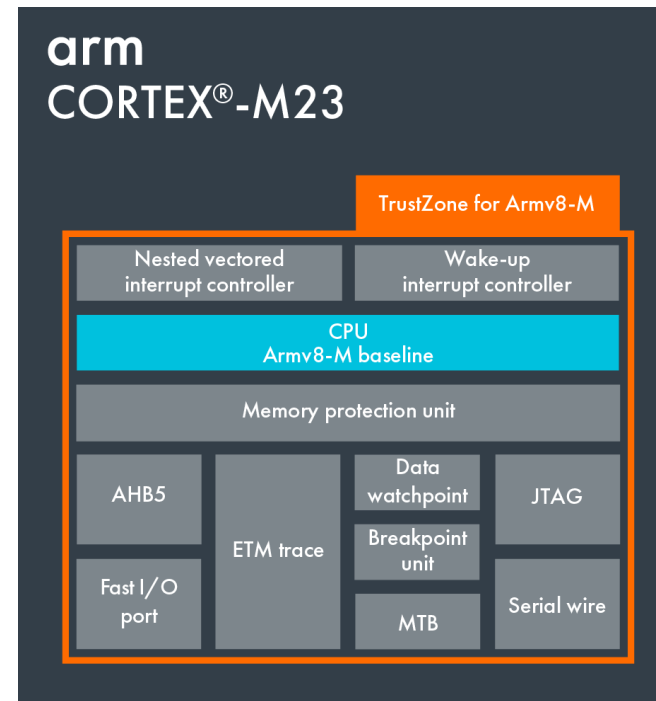 arm
CORTEX®-M23
TrustZone for Armv8-M
Nested vectored
interrupt controller
Wake-up
interrupt controller
CPU
Armv8-M baseline
Memory protection unit
AHB5
ETM trace
Data
watchpoint
JTAG
Breakpoint
unit
Fast I/O
port
MTB
Serial wire